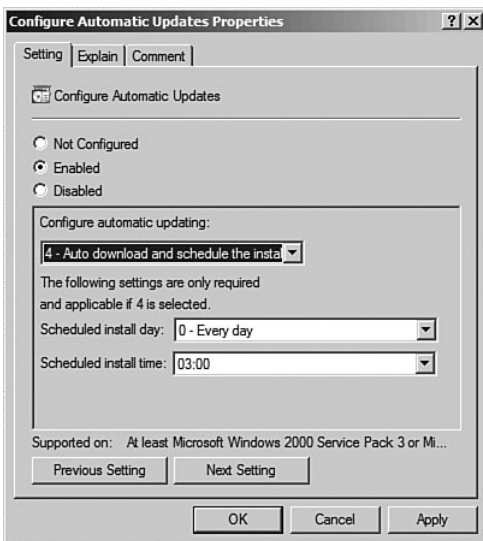 Configure Automatic Updates Properties
Setting
Explain
Comment
Configure Automatic Updates
Not Configured
Enabled
Disabled
Configure automatic updating:
4 - Auto download and schedule the instal
The following settings are only required
and applicable if 4 is selected.
Scheduled install day: 0 - Every day
Scheduled install time: 03:00
Supported on: At least Microsoft Windows 2000 Service Pack 3 or Mi...
Previous Setting
Next Setting
OK
Cancel
Apply